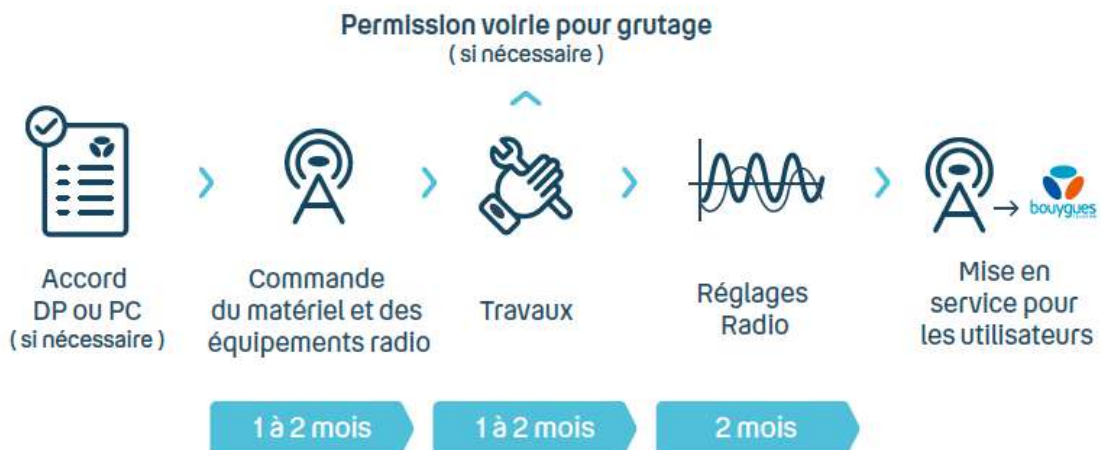 Permission voirie pour grutage
( si nécessaire )
Accord
DP ou PC
( si nécessaire )
Commande
du matériel et des
équipements radio
Travaux
Réglages
Radio
bouygues
Mise en
service pour
les utilisateurs
1 à 2 mois
1 à 2 mois
2 mois